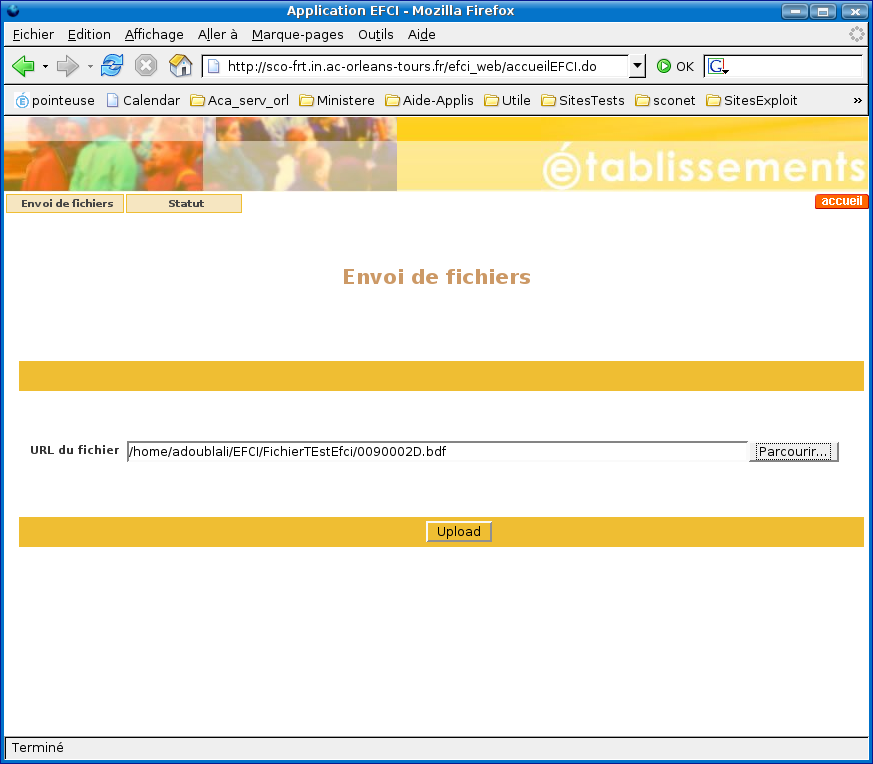 Application EFCI - Mozilla Firefox
Fichier Edition Affichage Aller à Marque-pages Outils Aide
http://sco-frt.in.ac-orleans-tours.fr/efci_web/accueilEFCI.do OK G
pointeuse Calendar Aca_serv_orl Ministere Aide-Applis Utile SitesTests sconet SitesExploit »
établissements
Envoi de fichiers Statut accueil
Envoi de fichiers
URL du fichier /home/adoublali/EFCI/FichierTEstEfci/0090002D.bdf Parcourir...
Upload
Terminé